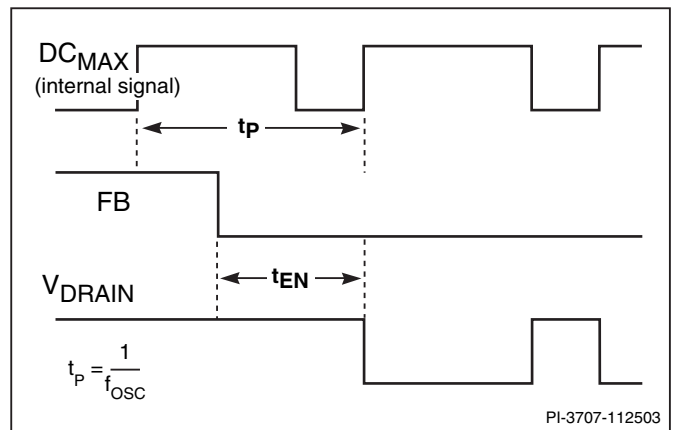 DCMAX
(internal signal)
tP
FB
tEN
VDRAIN
tP = 1/fOSC
PI-3707-112503